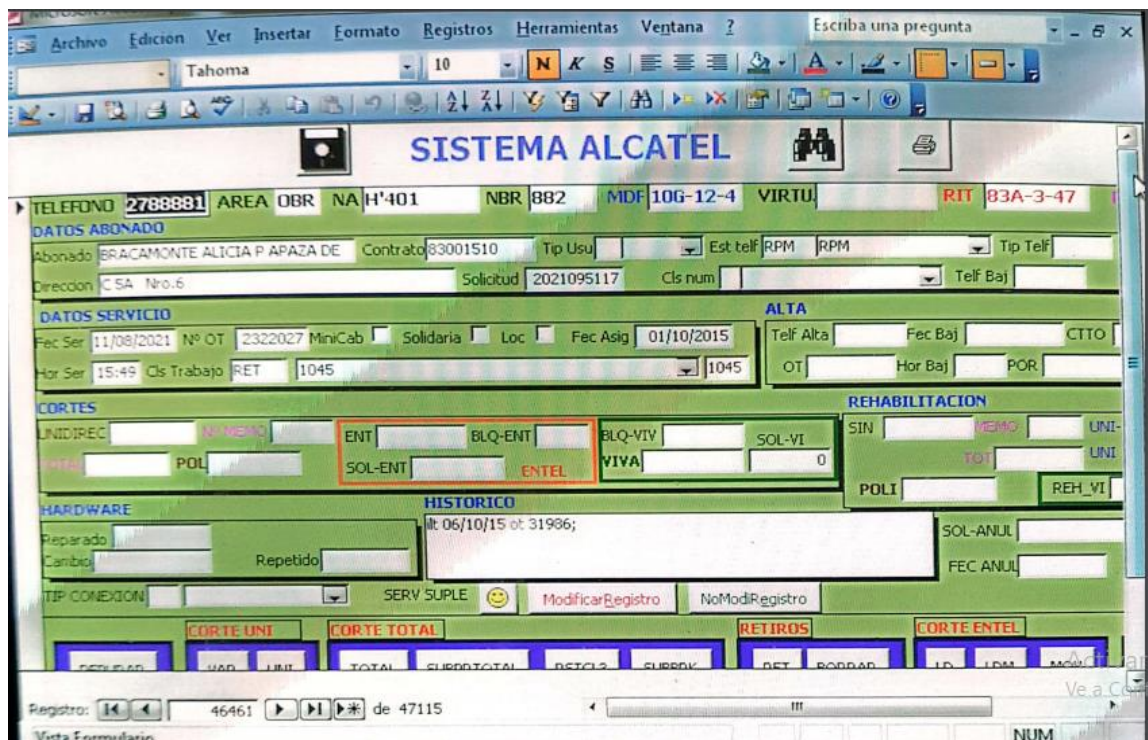 Archivo Edicion Ver Insertar Formato Registros Herramientas Ventana ? Escriba una pregunta
Tahoma 10 N K S
SISTEMA ALCATEL
TELEFONO 2788881 AREA OBR NA H'401 NBR 882 MDF 10G-12-4 VIRTU RIT 83A-3-47
DATOS ABONADO
Abonado BRACAMONTE ALICIA P APAZA DE Contrato 83001510 Tip Usu Est telf RPM RPM Tip Telf
Direccion C SA Nro.6 Solicitud 2021095117 Cls num Telf Baj
DATOS SERVICIO ALTA
Fec Ser 11/08/2021 Nº OT 2322027 MiniCab Solidaria Loc Fec Asig 01/10/2015 Telf Alta Fec Baj CTTO
Hor Ser 15:49 Cls Trabajo RET 1045 1045 OT Hor Baj POR
CORTES REHABILITACION
UNIDIREC Nº MEMO ENT BLQ-ENT BLQ-VIV SOL-VI SIN MEMO UNI-
TOTAL POL SOL-ENT ENTEL VIVA 0 TOT UNI
POLI REH_VI
HARDWARE HISTORICO
Reparado ilt 06/10/15 ot 31986; SOL-ANUL
Cambio Repetido FEC ANUL
TIP CONEXION SERV SUPLE ModificarRegistro NoModiRegistro
CORTE UNI CORTE TOTAL RETIROS CORTE ENTEL
TOTAL
Registro: 46461 de 47115
Vista Formulario NUM